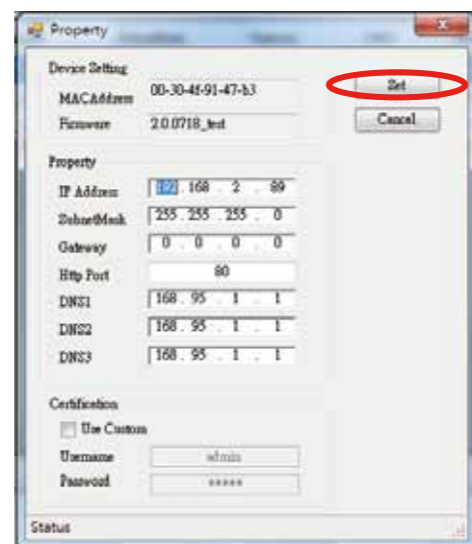 Property
Device Setting
MACAddress 00-30-4f-91-47-b3
Set
Firmware 2.0.0718_test
Cancel
Property
IP Address 192 . 168 . 2 . 89
SubnetMask 255 . 255 . 255 . 0
Gateway 0 . 0 . 0 . 0
Http Port 80
DNS1 168 . 95 . 1 . 1
DNS2 168 . 95 . 1 . 1
DNS3 168 . 95 . 1 . 1
Certification
Use Custom
Username admin
Password *****
Status